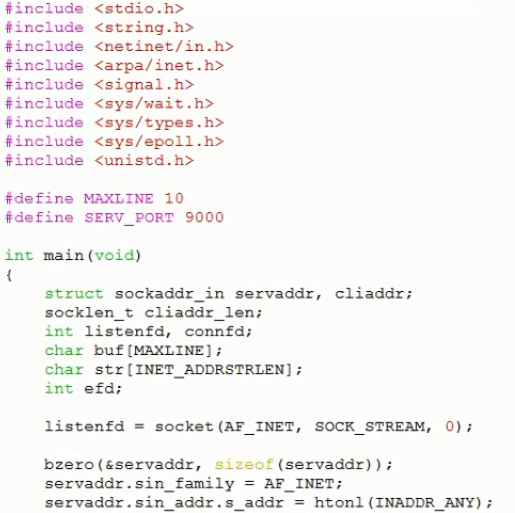 #include <stdio.h>
#include <string.h>
#include <netinet/in.h>
#include <arpa/inet.h>
#include <signal.h>
#include <sys/wait.h>
#include <sys/types.h>
#include <sys/epoll.h>
#include <unistd.h>

#define MAXLINE 10
#define SERV_PORT 9000

int main(void)
{
    struct sockaddr_in servaddr, cliaddr;
    socklen_t cliaddr_len;
    int listenfd, connfd;
    char buf[MAXLINE];
    char str[INET_ADDRSTRLEN];
    int efd;

    listenfd = socket(AF_INET, SOCK_STREAM, 0);

    bzero(&servaddr, sizeof(servaddr));
    servaddr.sin_family = AF_INET;
    servaddr.sin_addr.s_addr = htonl(INADDR_ANY);